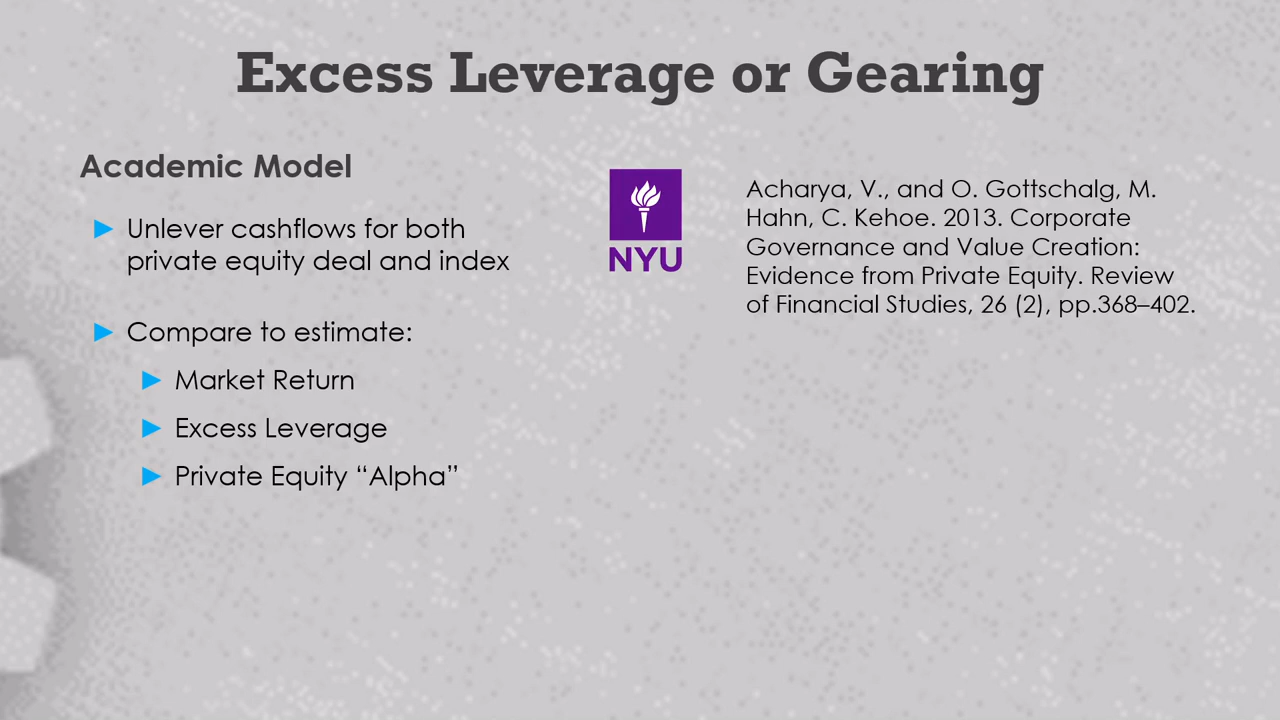 Excess Leverage or Gearing
Academic Model
Unlever cashflows for both
private equity deal and index
Compare to estimate:
Market Return
Excess Leverage
Private Equity “Alpha”
NYU
Acharya, V., and O. Gottschalg, M.
Hahn, C. Kehoe. 2013. Corporate
Governance and Value Creation:
Evidence from Private Equity. Review
of Financial Studies, 26 (2), pp.368–402.